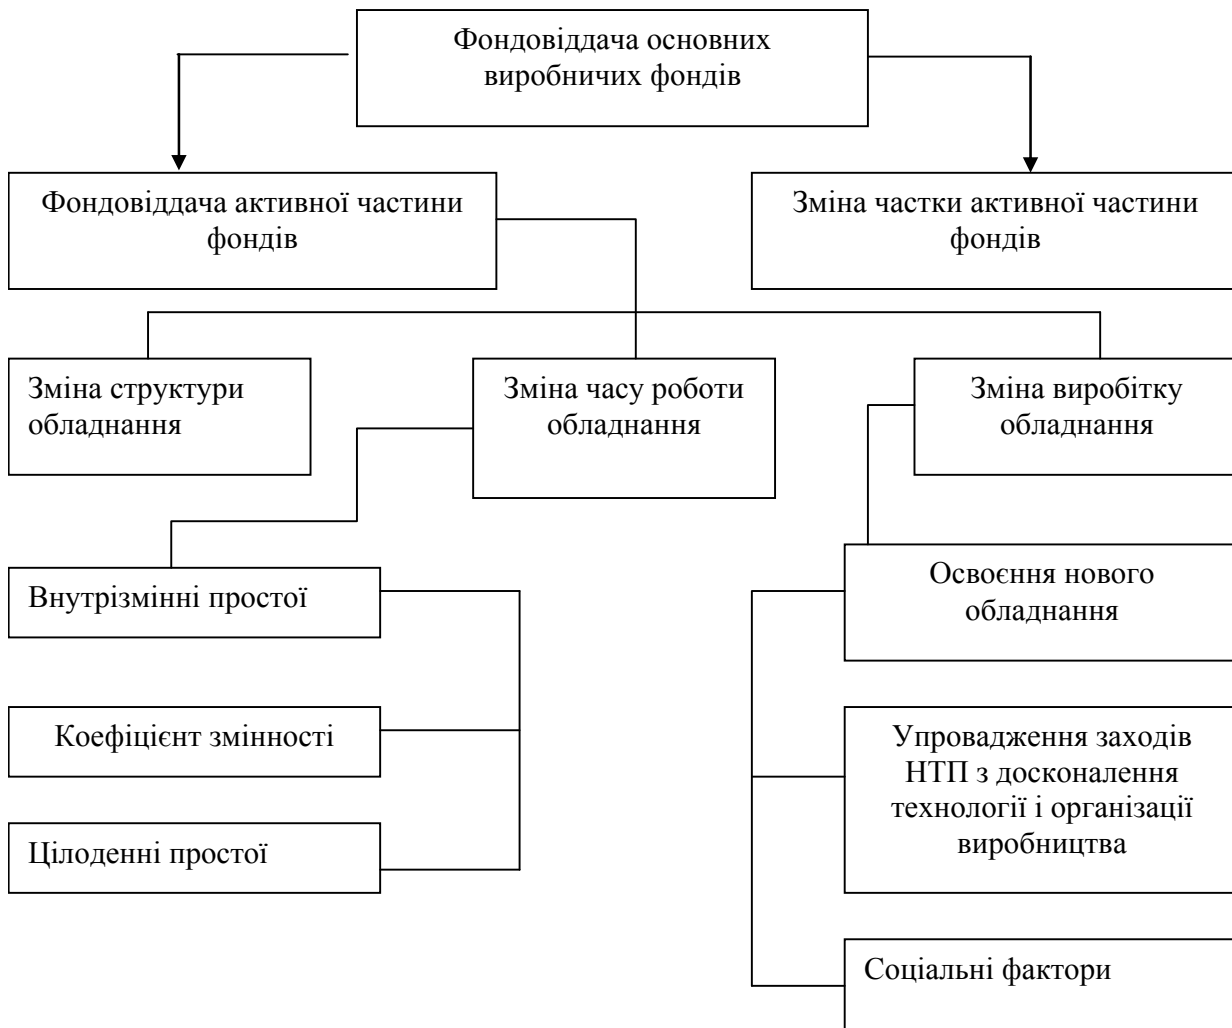 Фондовіддача основних
виробничих фондів
Фондовіддача активної частини
фондів
Зміна частки активної частини
фондів
Зміна структури
обладнання
Зміна часу роботи
обладнання
Зміна виробітку
обладнання
Внутрізмінні простої
Коефіцієнт змінності
Цілоденні простої
Освоєння нового
обладнання
Упровадження заходів
НТП з досконалення
технології і організації
виробництва
Соціальні фактори